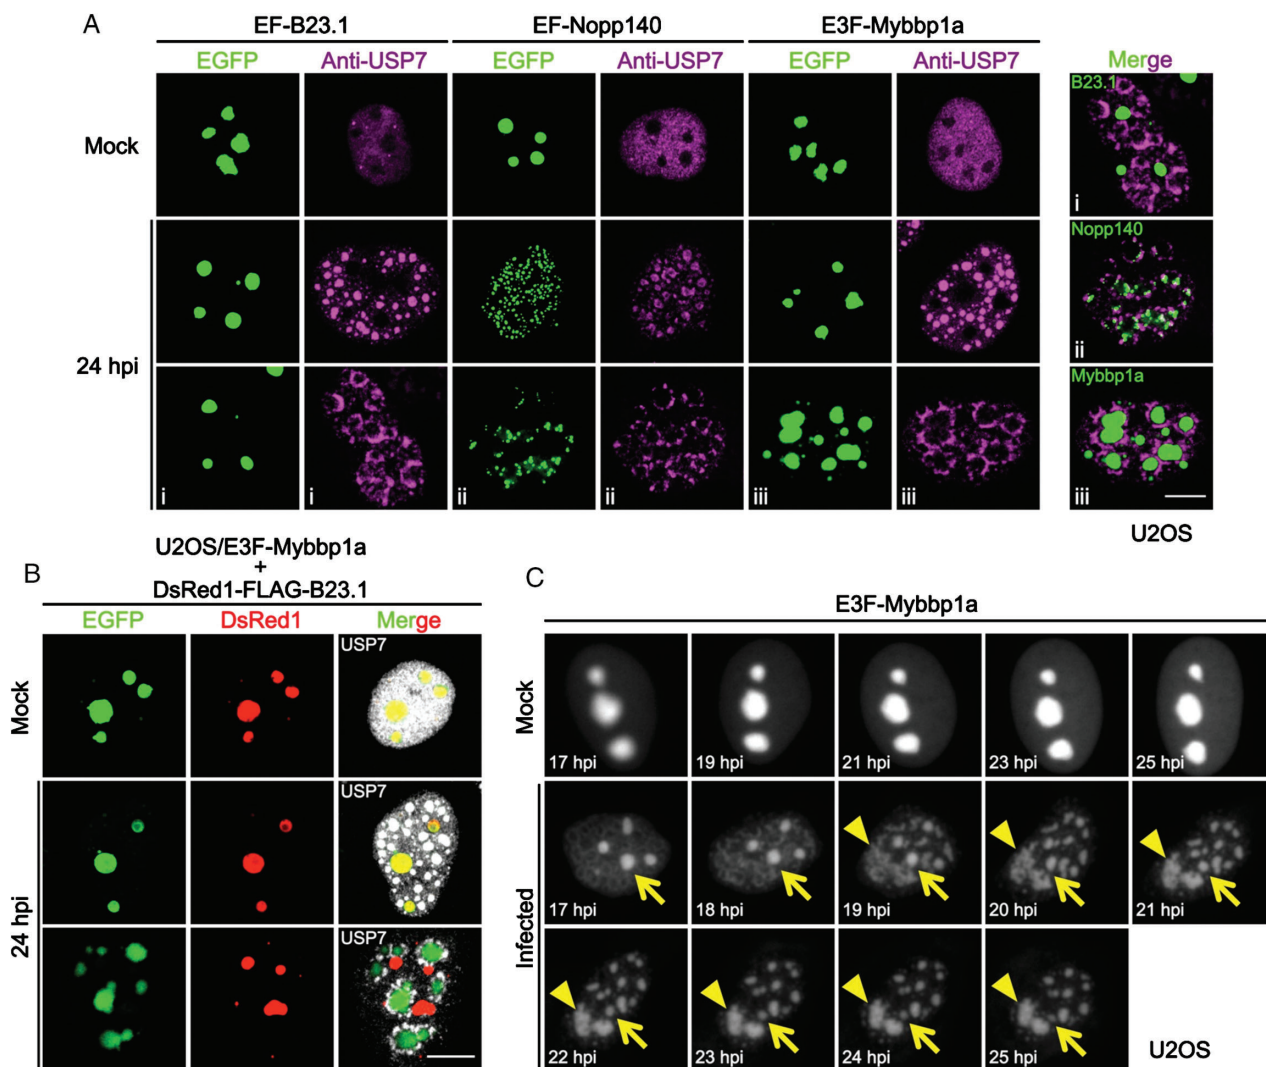 A
EF-B23.1 EF-Nopp140 E3F-Mybbp1a
EGFP Anti-USP7 EGFP Anti-USP7 EGFP Anti-USP7 Merge
Mock
B23.1
i
24 hpi
Nopp140
ii
i i ii ii iii iii
Mybbp1a
iii
U2OS
B
U2OS/E3F-Mybbp1a
+
DsRed1-FLAG-B23.1
EGFP DsRed1 Merge
Mock
USP7
24 hpi
USP7
USP7
C
E3F-Mybbp1a
Mock
17 hpi 19 hpi 21 hpi 23 hpi 25 hpi
Infected
17 hpi 18 hpi 19 hpi 20 hpi 21 hpi
22 hpi 23 hpi 24 hpi 25 hpi
U2OS